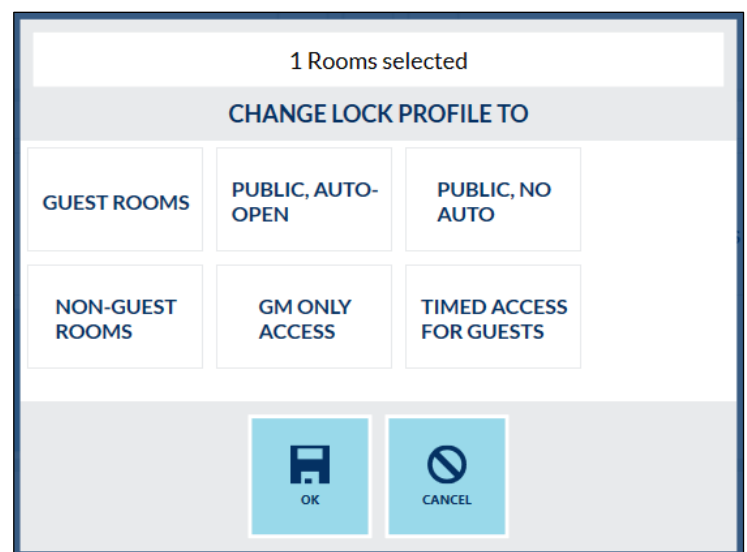 1 Rooms selected
CHANGE LOCK PROFILE TO
GUEST ROOMS
PUBLIC, AUTO-
OPEN
PUBLIC, NO
AUTO
NON-GUEST
ROOMS
GM ONLY
ACCESS
TIMED ACCESS
FOR GUESTS
OK
CANCEL